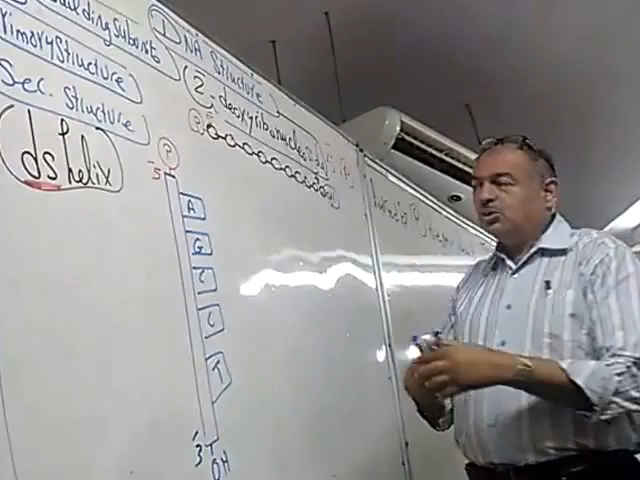 Building Subunit
Primary Structure
Sec. Structure
ds helix
① DNA Structure
2, deoxyribonucleotide
P
P
5'
A
G
C
C
T
3'
OH